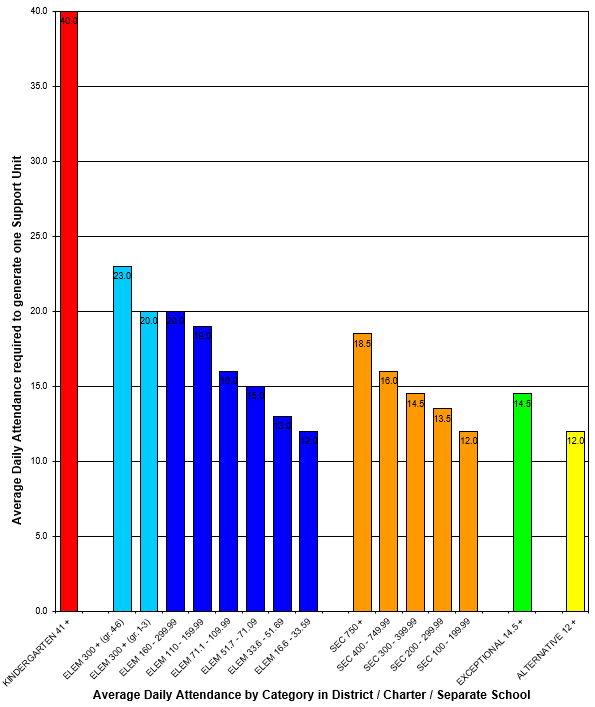 Average Daily Attendance required to generate one Support Unit
40.0
35.0
30.0
25.0
20.0
15.0
10.0
5.0
0.0
40.0
23.0
20.0
20.0
19.0
16.0
15.0
13.0
12.0
18.5
16.0
14.5
13.5
12.0
14.5
12.0
KINDERGARTEN 41 +
ELEM 300 + (gr. 4-6)
ELEM 300 + (gr. 1-3)
ELEM 160 - 299.99
ELEM 110 - 159.99
ELEM 71.1 - 109.99
ELEM 51.7 - 71.09
ELEM 33.6 - 51.69
ELEM 16.6 - 33.59
SEC 750 +
SEC 400 - 749.99
SEC 300 - 399.99
SEC 200 - 299.99
SEC 100 - 199.99
EXCEPTIONAL 14.5 +
ALTERNATIVE 12 +
Average Daily Attendance by Category in District / Charter / Separate School